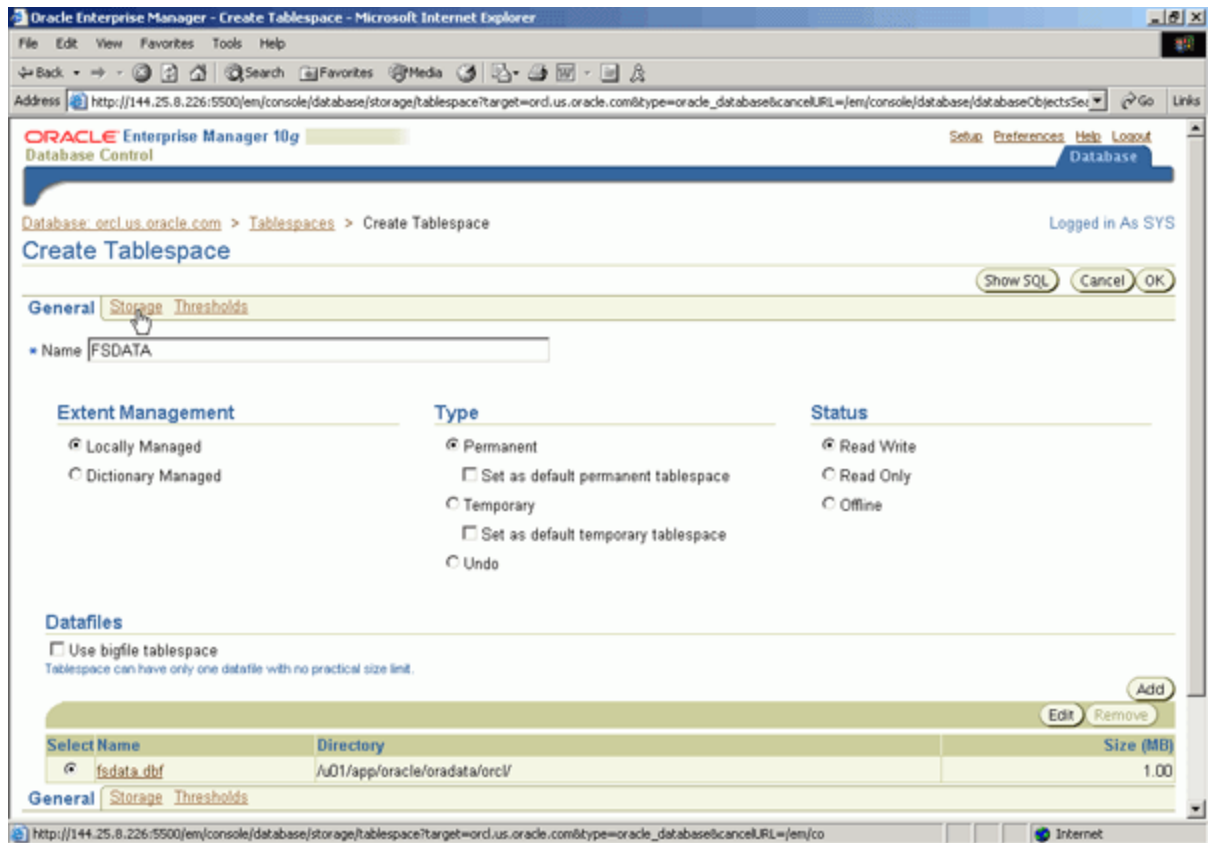 Oracle Enterprise Manager - Create Tablespace - Microsoft Internet Explorer
File Edit View Favorites Tools Help
Back Search Favorites Media
Address http://144.25.8.226:5500/em/console/database/storage/tablespace?target=orcl.us.oracle.com&type=oracle_database&cancelURL=/em/console/database/databaseObjectsSea Go Links
ORACLE Enterprise Manager 10g
Database Control
Setup Preferences Help Logout
Database
Database: orcl.us.oracle.com > Tablespaces > Create Tablespace
Logged in As SYS
Create Tablespace
Show SQL Cancel OK
General Storage Thresholds
* Name FSDATA
Extent Management Type Status
Locally Managed Permanent Read Write
Dictionary Managed Set as default permanent tablespace Read Only
Temporary Offline
Set as default temporary tablespace
Undo
Datafiles
Use bigfile tablespace
Tablespace can have only one datafile with no practical size limit.
Add
Edit Remove
Select Name Directory Size (MB)
fsdata.dbf /u01/app/oracle/oradata/orcl/ 1.00
General Storage Thresholds
http://144.25.8.226:5500/em/console/database/storage/tablespace?target=orcl.us.oracle.com&type=oracle_database&cancelURL=/em/co Internet